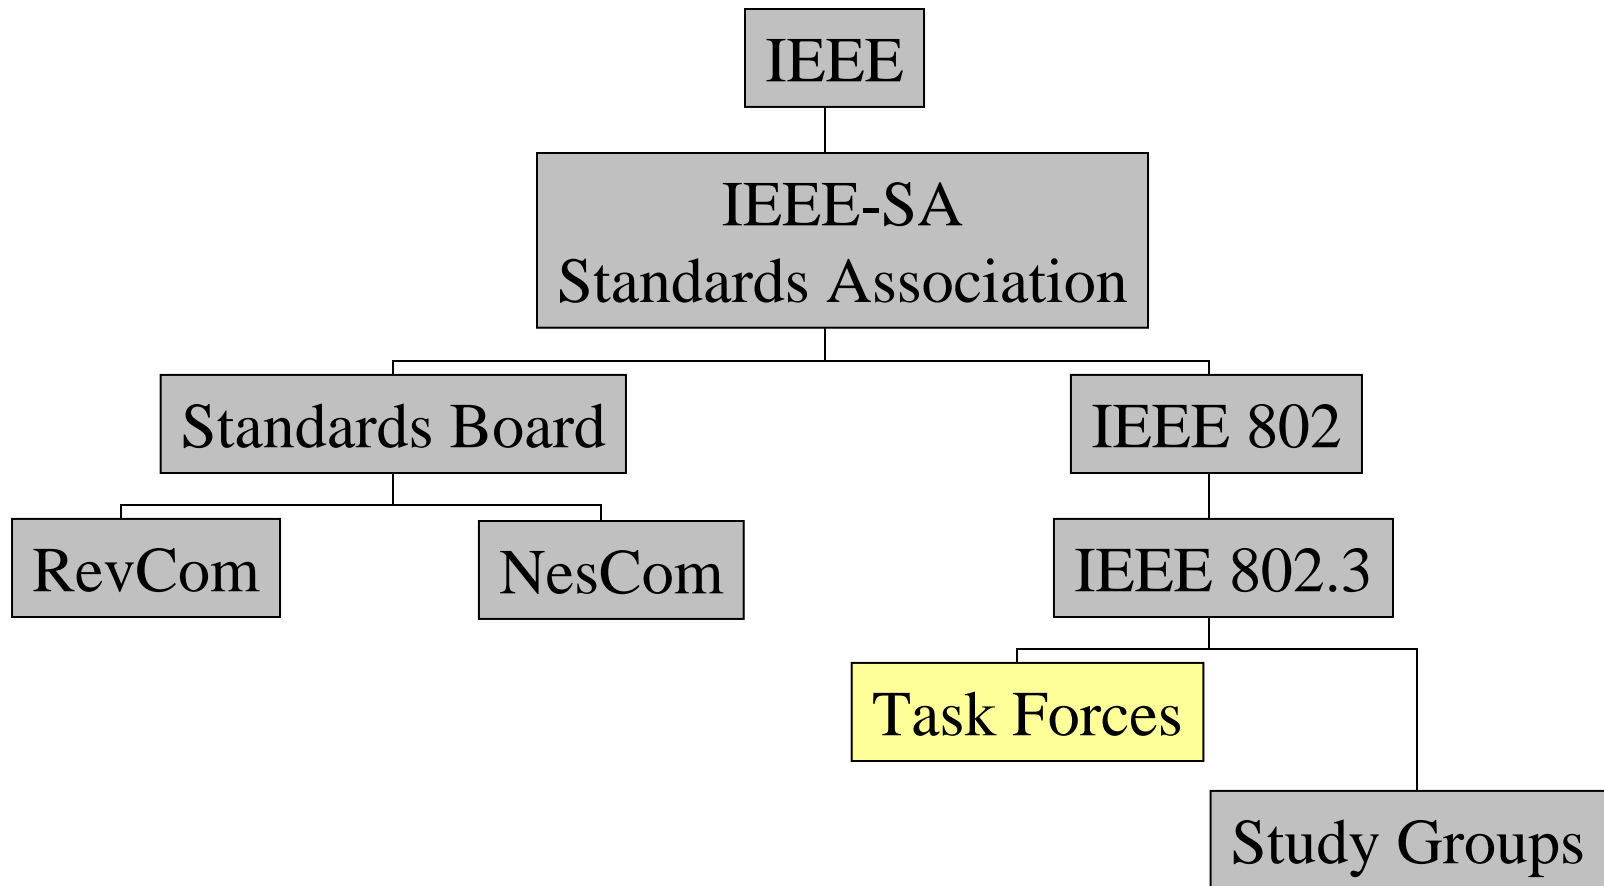 IEEE
IEEE-SA
Standards Association
Standards Board
IEEE 802
RevCom
NesCom
IEEE 802.3
Task Forces
Study Groups